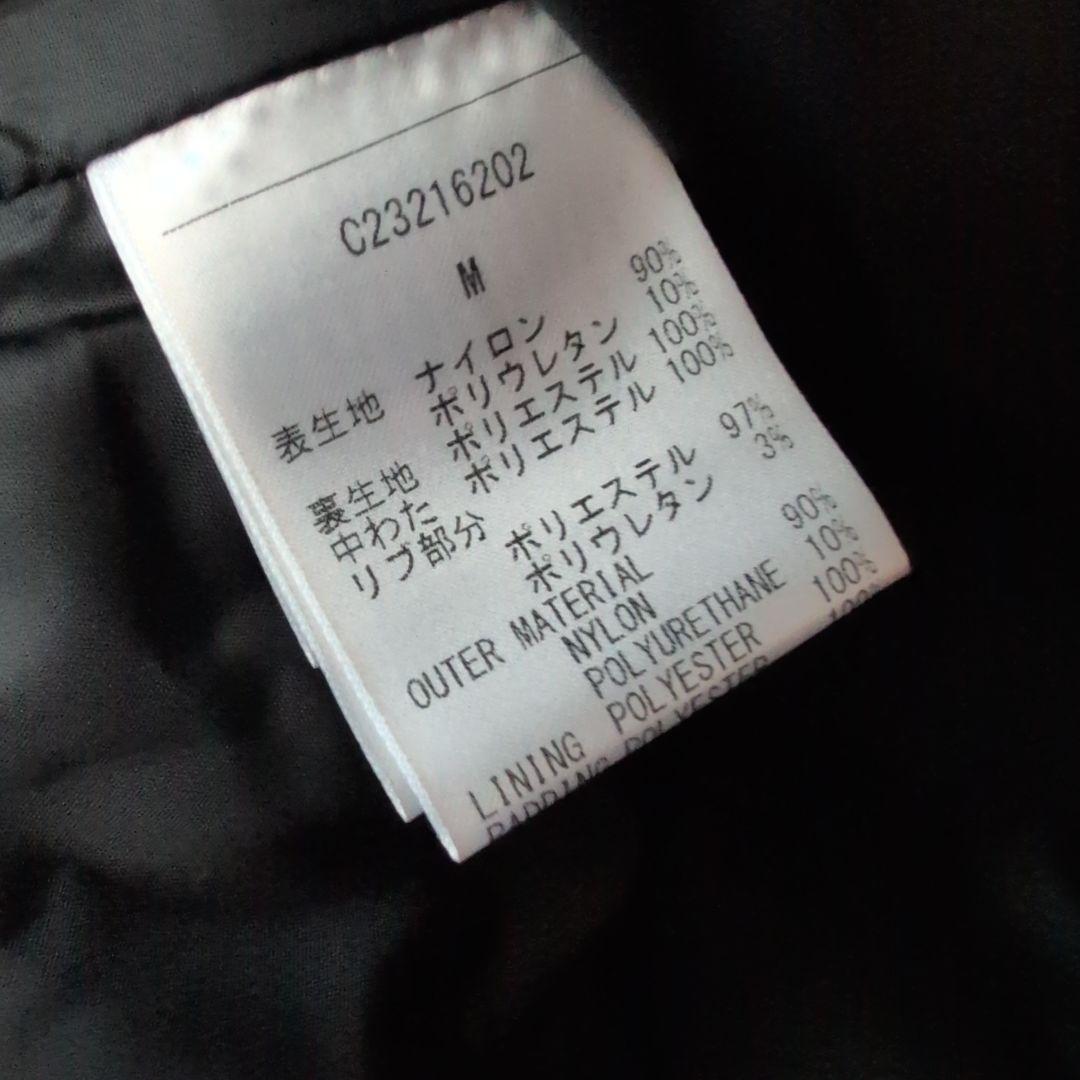 C23216202
M
表生地 ナイロン 90%
ポリウレタン 10%
裏生地 ポリエステル 100%
中わた ポリエステル 100%
リブ部分 ポリエステル 97%
ポリウレタン 3%
OUTER MATERIAL
NYLON 90%
POLYURETHANE 10%
LINING POLYESTER 100%
PADDING POLYESTER 100%